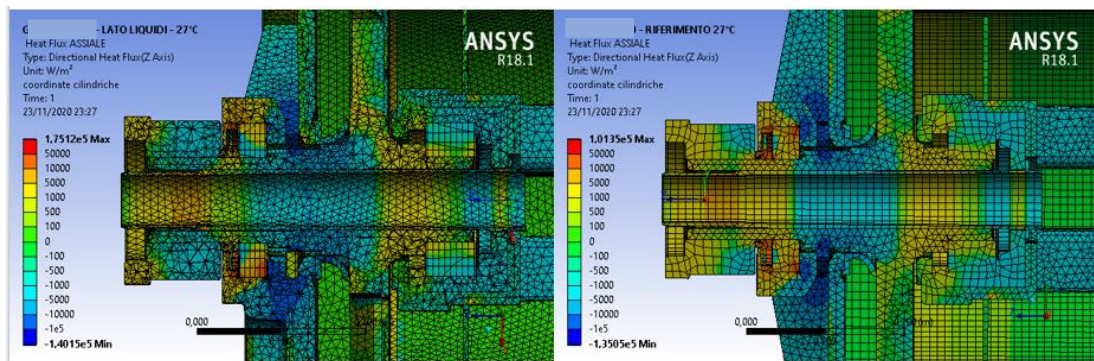 G - LATO LIQUIDI - 27°C
Heat Flux ASSIALE
Type: Directional Heat Flux(Z Axis)
Unit: W/m²
coordinate cilindriche
Time: 1
23/11/2020 23:27
1,7512e5 Max
50000
10000
5000
1000
500
100
0
-100
-500
-5000
-10000
-1e5
-1,4015e5 Min
ANSYS
R18.1
0,000
- RIFERIMENTO 27°C
Heat Flux ASSIALE
Type: Directional Heat Flux(Z Axis)
Unit: W/m²
coordinate cilindriche
Time: 1
23/11/2020 23:27
1,0135e5 Max
50000
10000
5000
1000
500
100
0
-100
-500
-5000
-10000
-1e5
-1,3505e5 Min
ANSYS
R18.1
0,000